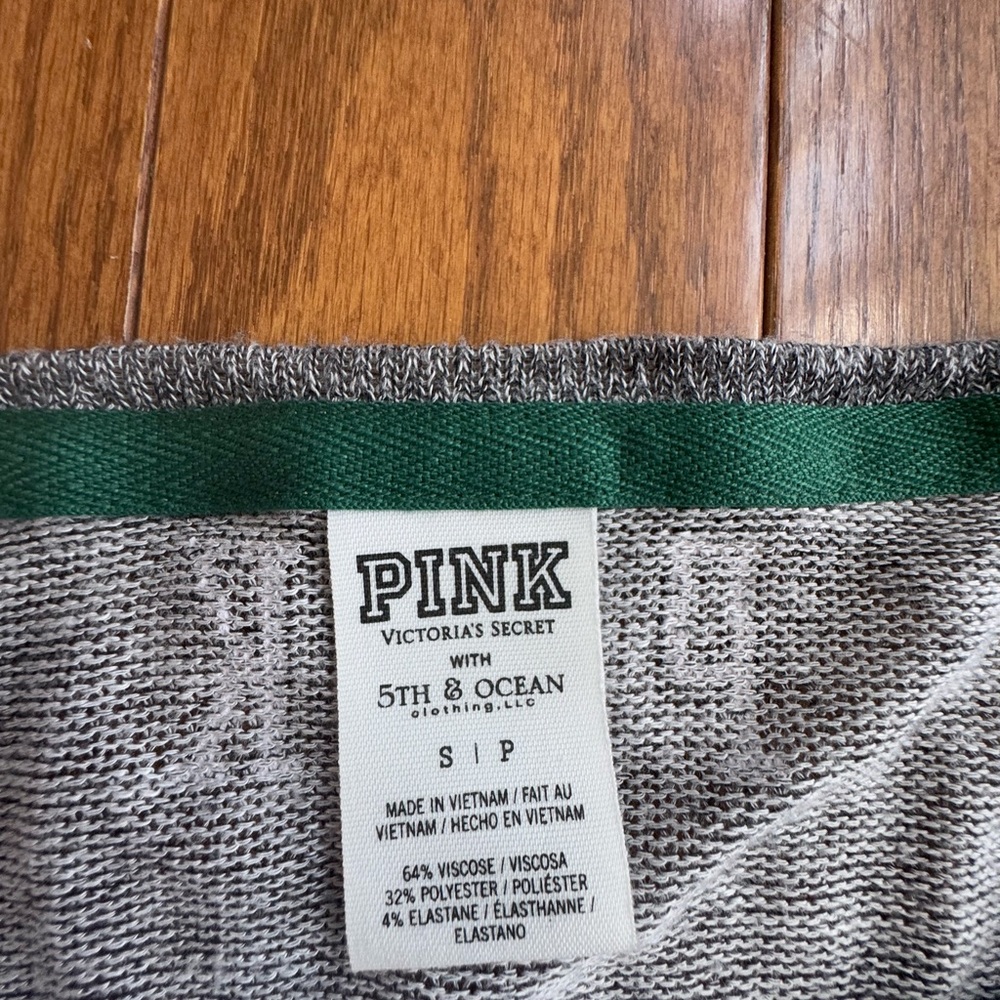 PINK
VICTORIA'S SECRET
WITH
5TH & OCEAN
clothing, LLC
S | P
MADE IN VIETNAM / FAIT AU
VIETNAM / HECHO EN VIETNAM
64% VISCOSE / VISCOSA
32% POLYESTER / POLIÉSTER
4% ELASTANE / ÉLASTHANNE /
ELASTANO